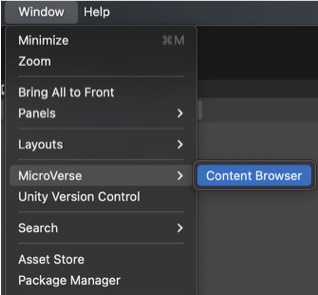 Window Help
Minimize ⌘M
Zoom
Bring All to Front
Panels >
Layouts >
MicroVerse > Content Browser
Unity Version Control
Search >
Asset Store
Package Manager